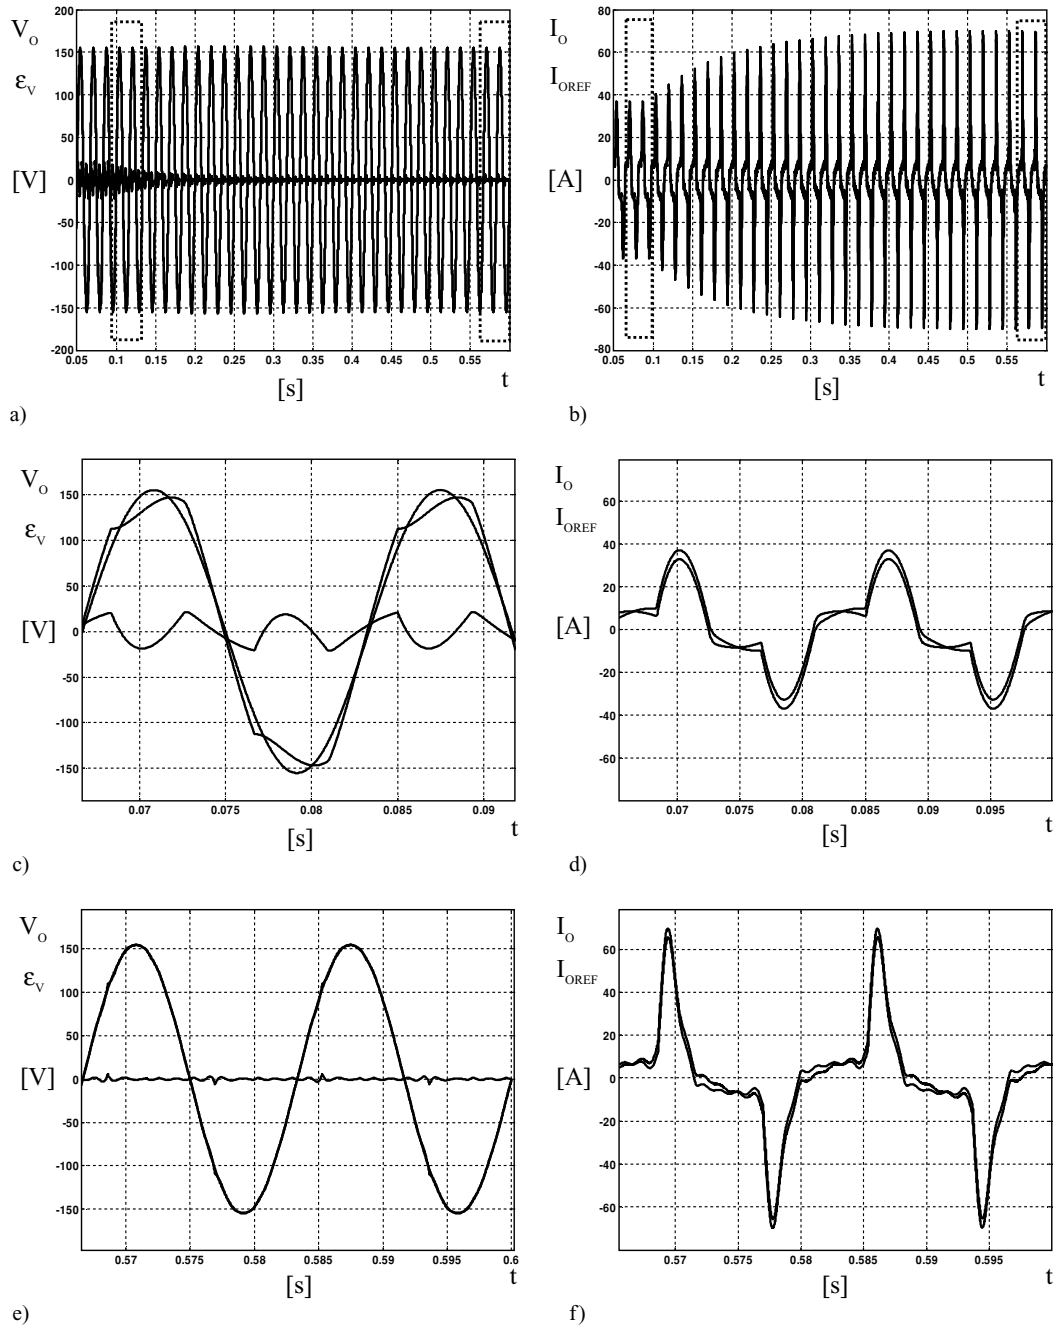 V_O
ε_V
[V]
200
150
100
50
0
-50
-100
-150
-200
0.05 0.1 0.15 0.2 0.25 0.3 0.35 0.4 0.45 0.5 0.55
[s]
t
a)
I_O
I_OREF
[A]
80
60
40
20
0
-20
-40
-60
-80
0.05 0.1 0.15 0.2 0.25 0.3 0.35 0.4 0.45 0.5 0.55
[s]
t
b)
V_O
ε_V
[V]
150
100
50
0
-50
-100
-150
0.07 0.075 0.08 0.085 0.09
[s]
t
c)
I_O
I_OREF
[A]
60
40
20
0
-20
-40
-60
0.07 0.075 0.08 0.085 0.09 0.095
[s]
t
d)
V_O
ε_V
[V]
150
100
50
0
-50
-100
-150
0.57 0.575 0.58 0.585 0.59 0.595 0.6
[s]
t
e)
I_O
I_OREF
[A]
60
40
20
0
-20
-40
-60
0.57 0.575 0.58 0.585 0.59 0.595
[s]
t
f)